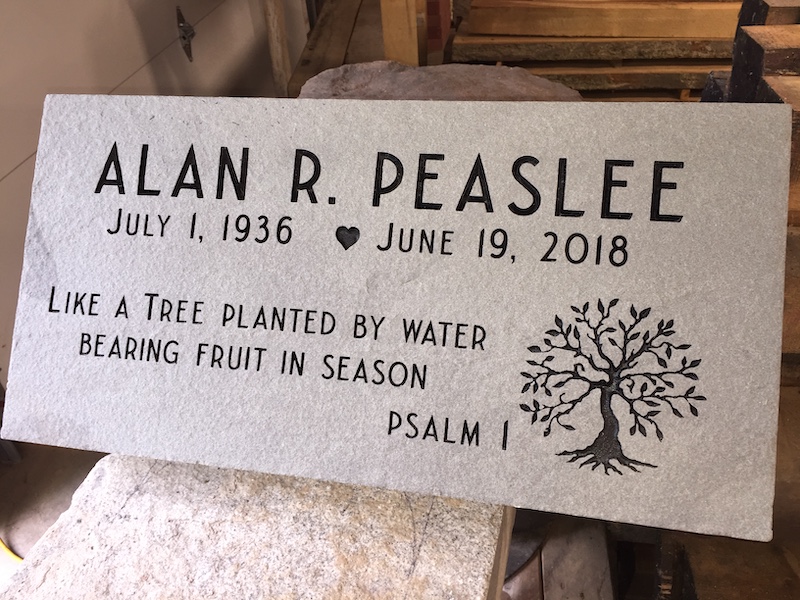 ALAN R. PEASLEE
JULY 1, 1936 ♥ JUNE 19, 2018
LIKE A TREE PLANTED BY WATER
BEARING FRUIT IN SEASON
PSALM 1